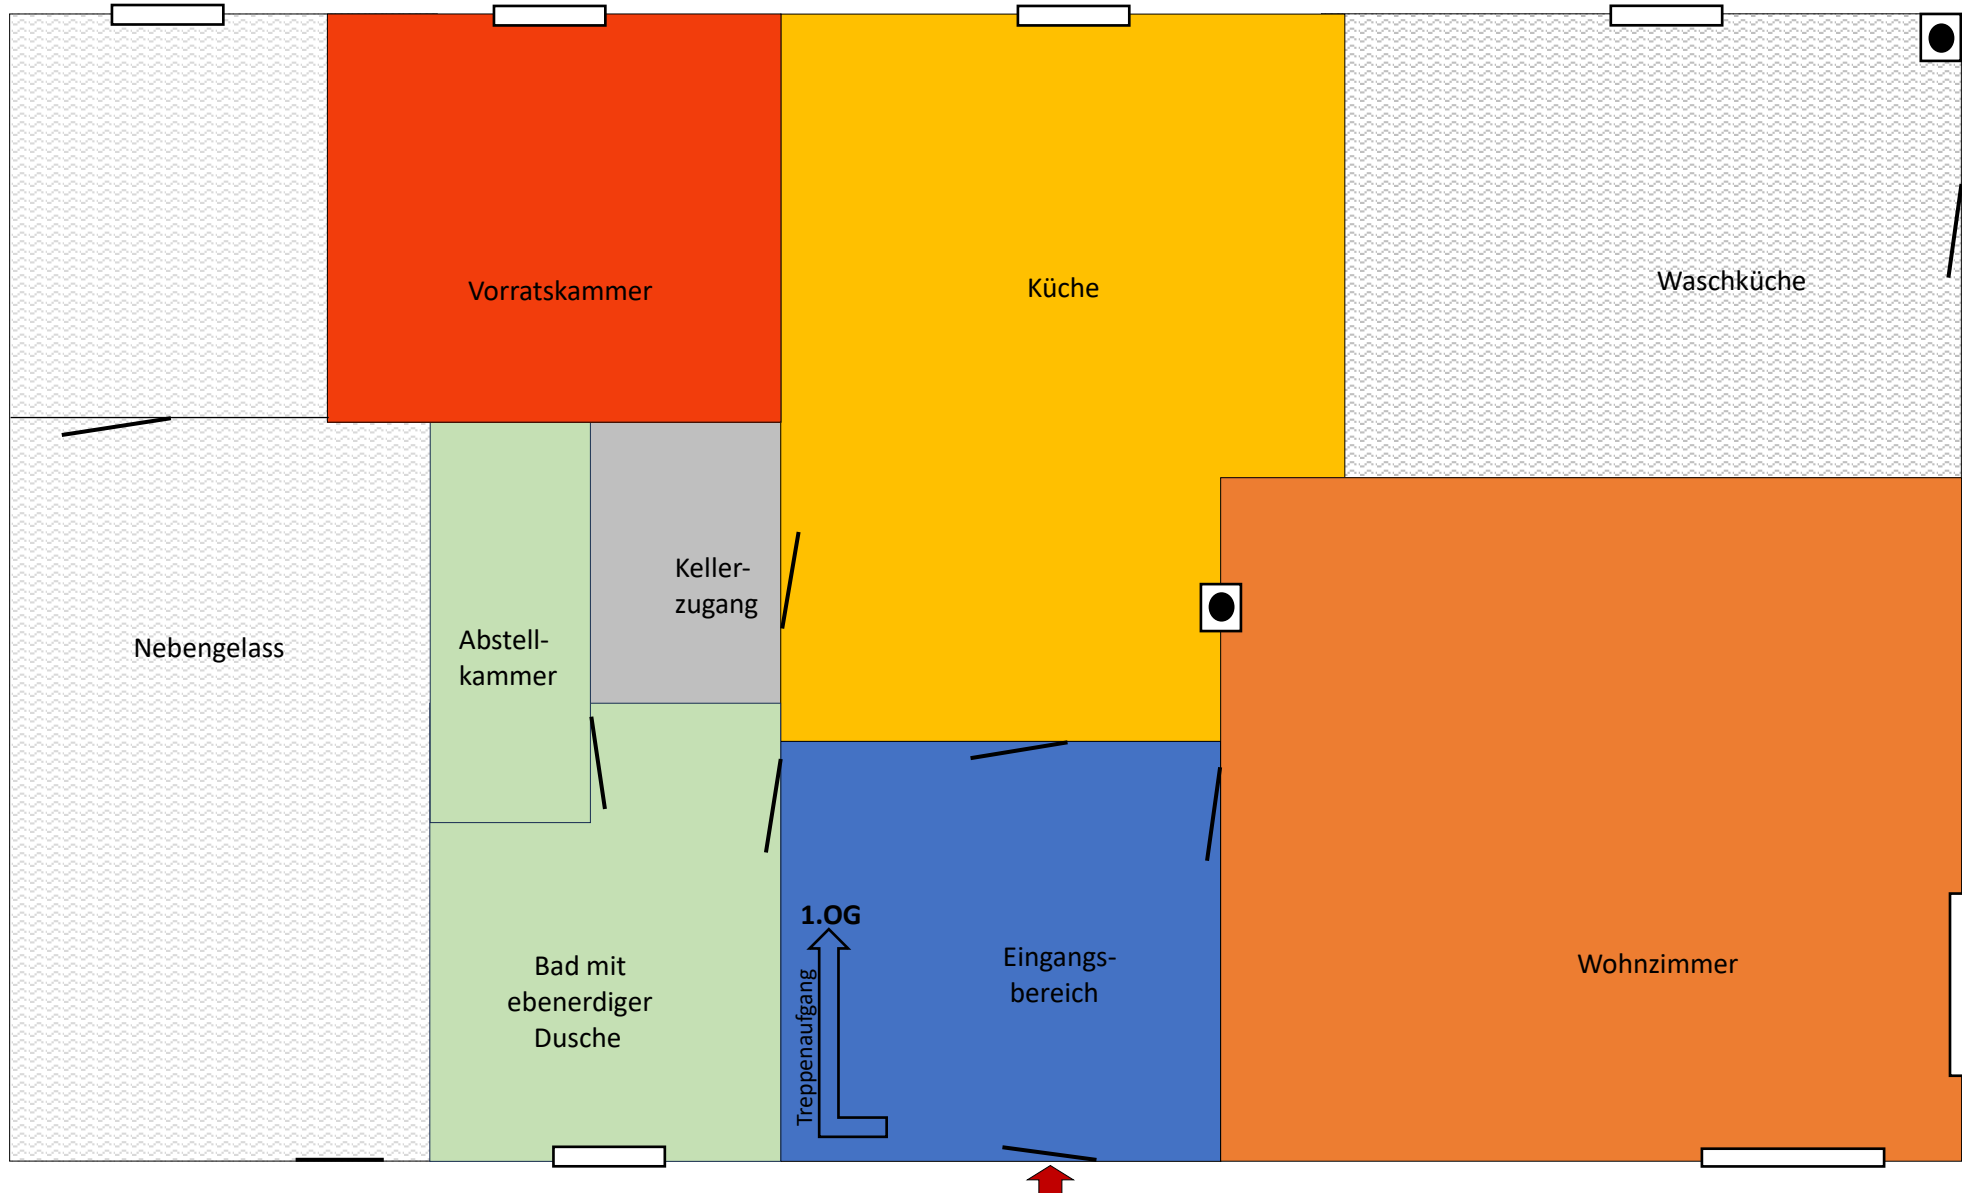 Vorratskammer
Küche
Waschküche
Keller-
zugang
Abstell-
kammer
Nebengelass
1.OG
Treppenaufgang
Eingangs-
bereich
Bad mit
ebenerdiger
Dusche
Wohnzimmer